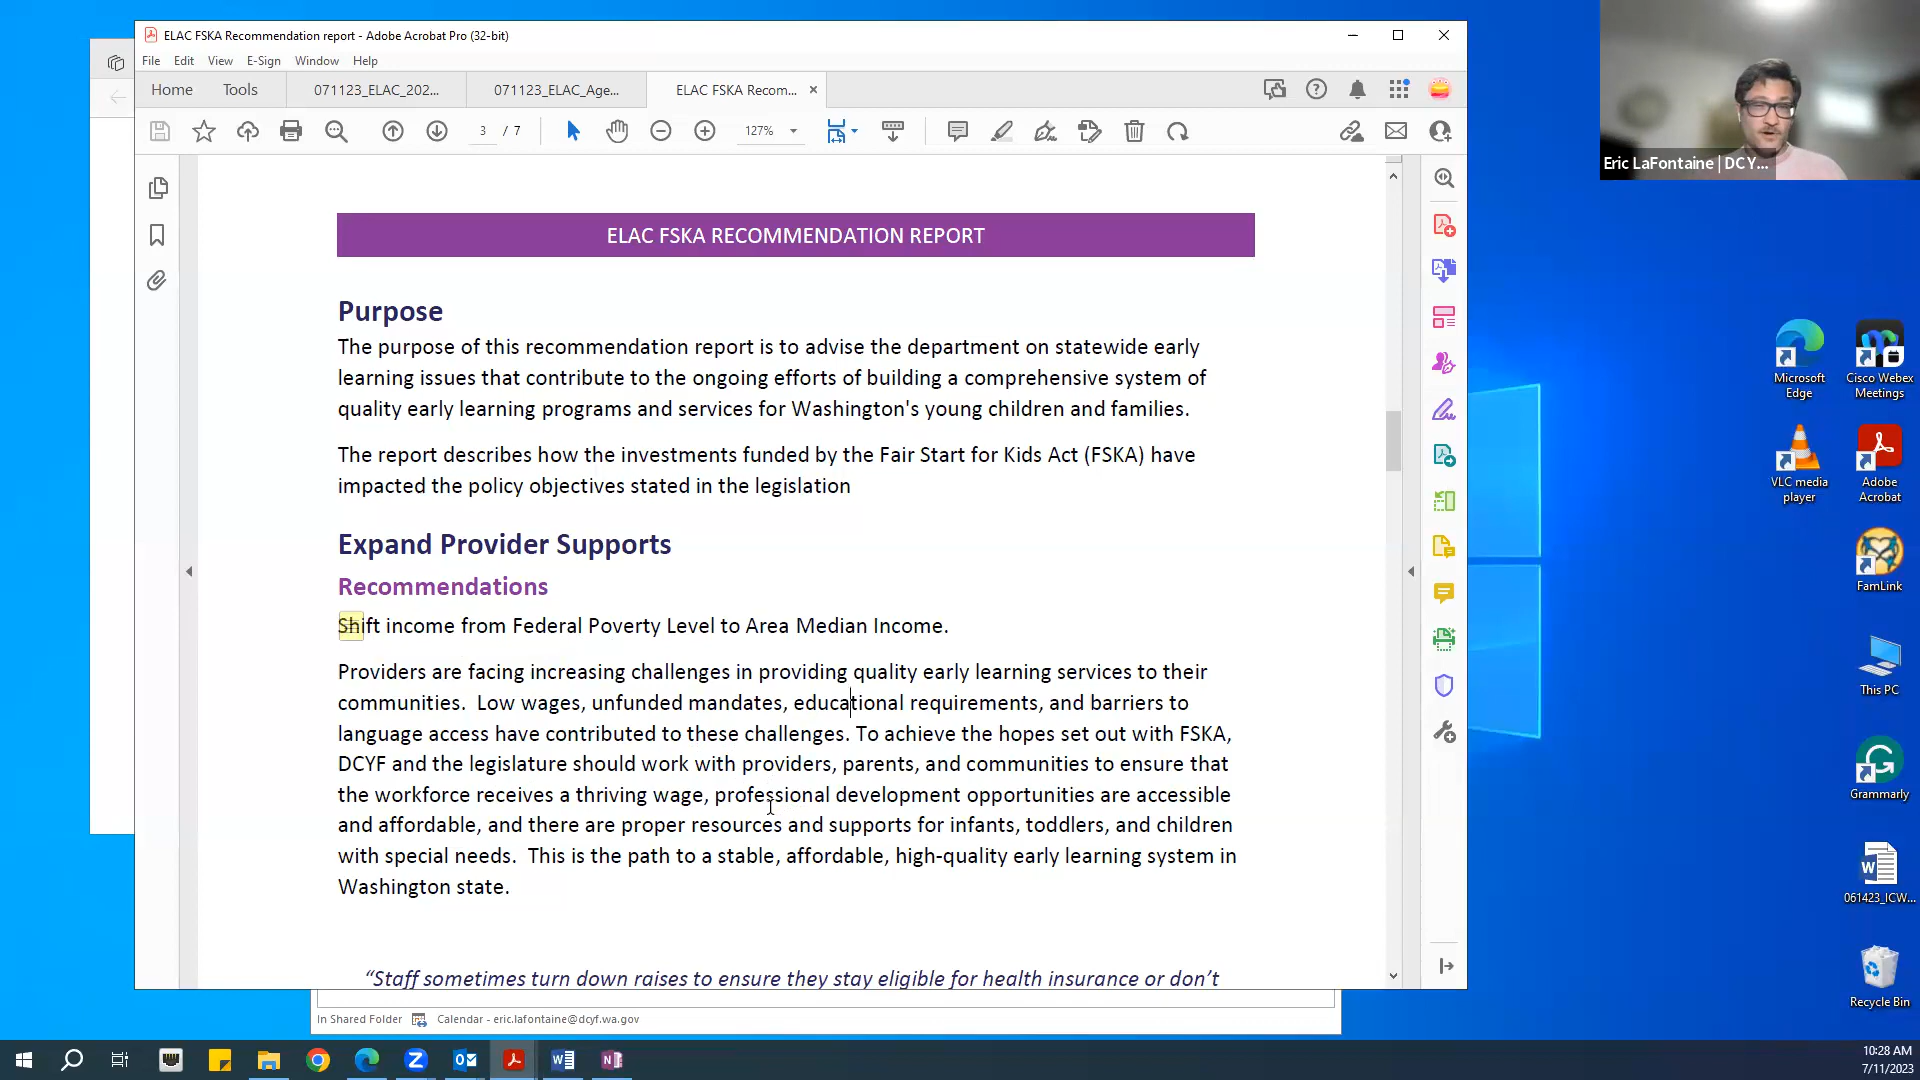 ELAC FSKA Recommendation report - Adobe Acrobat Pro (32-bit)
File Edit View E-Sign Window Help
Home Tools 071123_ELAC_202... 071123_ELAC_Age... ELAC FSKA Recom...
3 / 7 127%
Eric LaFontaine | DCY...
ELAC FSKA RECOMMENDATION REPORT
Purpose
The purpose of this recommendation report is to advise the department on statewide early
learning issues that contribute to the ongoing efforts of building a comprehensive system of
quality early learning programs and services for Washington's young children and families.
The report describes how the investments funded by the Fair Start for Kids Act (FSKA) have
impacted the policy objectives stated in the legislation
Expand Provider Supports
Recommendations
Shift income from Federal Poverty Level to Area Median Income.
Providers are facing increasing challenges in providing quality early learning services to their
communities.  Low wages, unfunded mandates, educational requirements, and barriers to
language access have contributed to these challenges. To achieve the hopes set out with FSKA,
DCYF and the legislature should work with providers, parents, and communities to ensure that
the workforce receives a thriving wage, professional development opportunities are accessible
and affordable, and there are proper resources and supports for infants, toddlers, and children
with special needs.  This is the path to a stable, affordable, high-quality early learning system in
Washington state.
“Staff sometimes turn down raises to ensure they stay eligible for health insurance or don’t
In Shared Folder Calendar - eric.lafontaine@dcyf.wa.gov
Microsoft
Edge
Cisco Webex
Meetings
VLC media
player
Adobe
Acrobat
FamLink
This PC
Grammarly
061423_ICW...
Recycle Bin
10:28 AM
7/11/2023